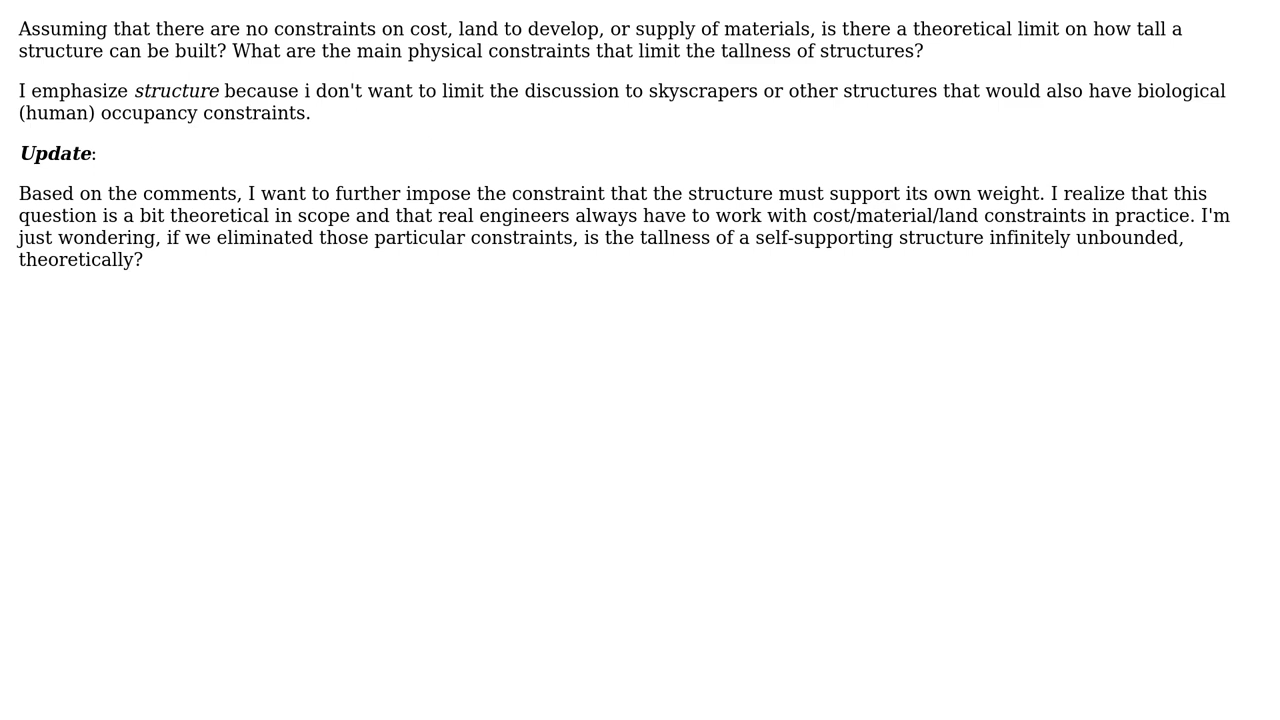 Assuming that there are no constraints on cost, land to develop, or supply of materials, is there a theoretical limit on how tall a
structure can be built? What are the main physical constraints that limit the tallness of structures?
I emphasize structure because i don't want to limit the discussion to skyscrapers or other structures that would also have biological
(human) occupancy constraints.
Update:
Based on the comments, I want to further impose the constraint that the structure must support its own weight. I realize that this
question is a bit theoretical in scope and that real engineers always have to work with cost/material/land constraints in practice. I'm
just wondering, if we eliminated those particular constraints, is the tallness of a self-supporting structure infinitely unbounded,
theoretically?